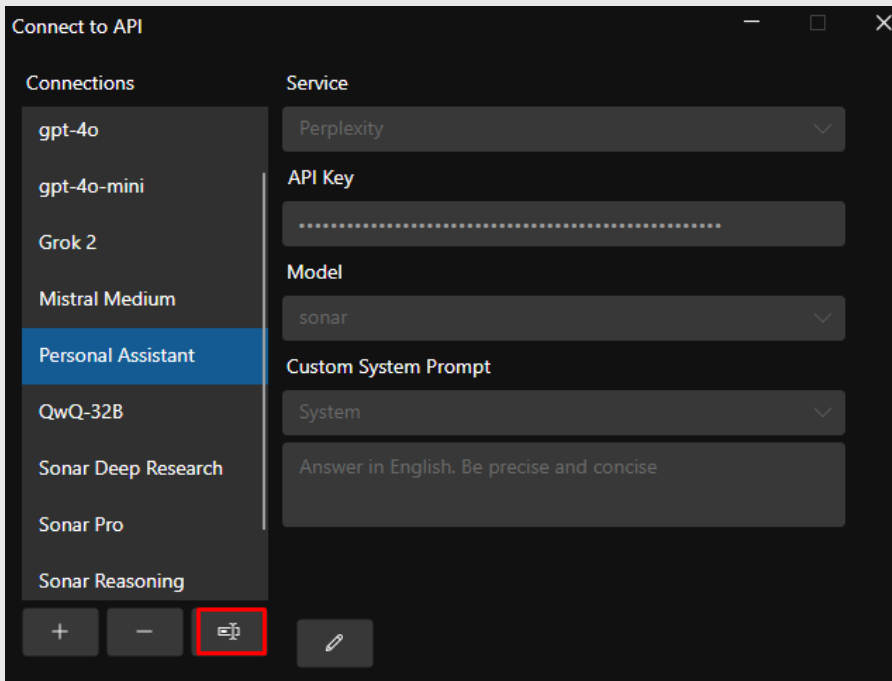 Connect to API
Connections
gpt-4o
gpt-4o-mini
Grok 2
Mistral Medium
Personal Assistant
QwQ-32B
Sonar Deep Research
Sonar Pro
Sonar Reasoning
Service
Perplexity
API Key
Model
sonar
Custom System Prompt
System
Answer in English. Be precise and concise